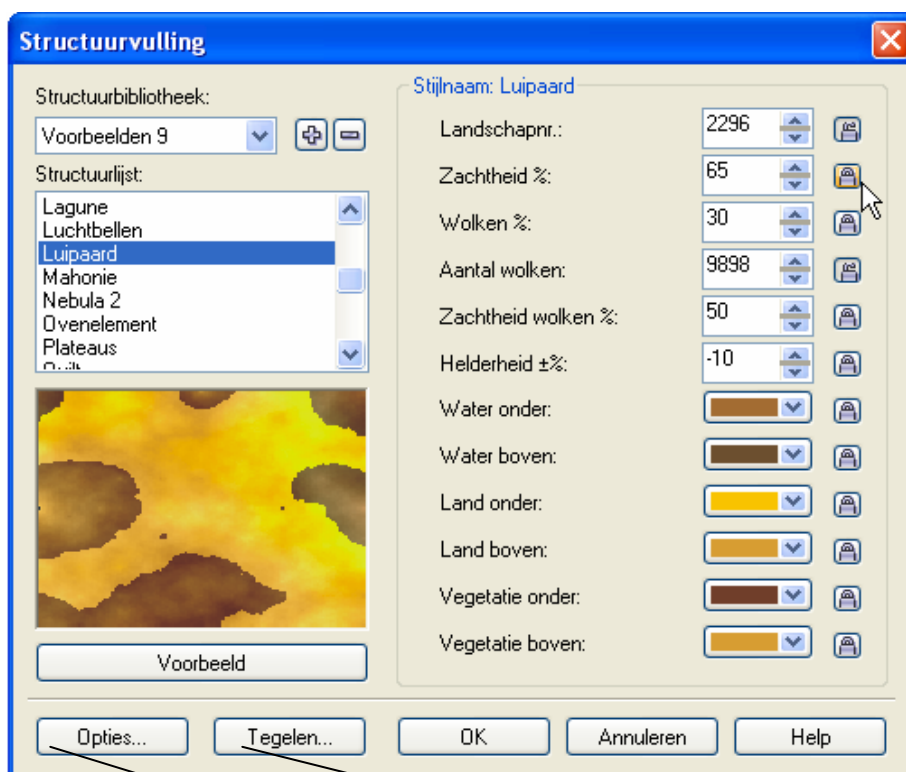 Structuurvulling
Structuurbibliotheek:
Voorbeelden 9
Structuurlijst:
Lagune
Luchtbellen
Luipaard
Mahonie
Nebula 2
Ovenelement
Plateaus
Voorbeeld
Stijlnaam: Luipaard
Landschapnr.: 2296
Zachtheid %: 65
Wolken %: 30
Aantal wolken: 9898
Zachtheid wolken %: 50
Helderheid ±%: -10
Water onder:
Water boven:
Land onder:
Land boven:
Vegetatie onder:
Vegetatie boven:
Opties... Tegelen... OK Annuleren Help